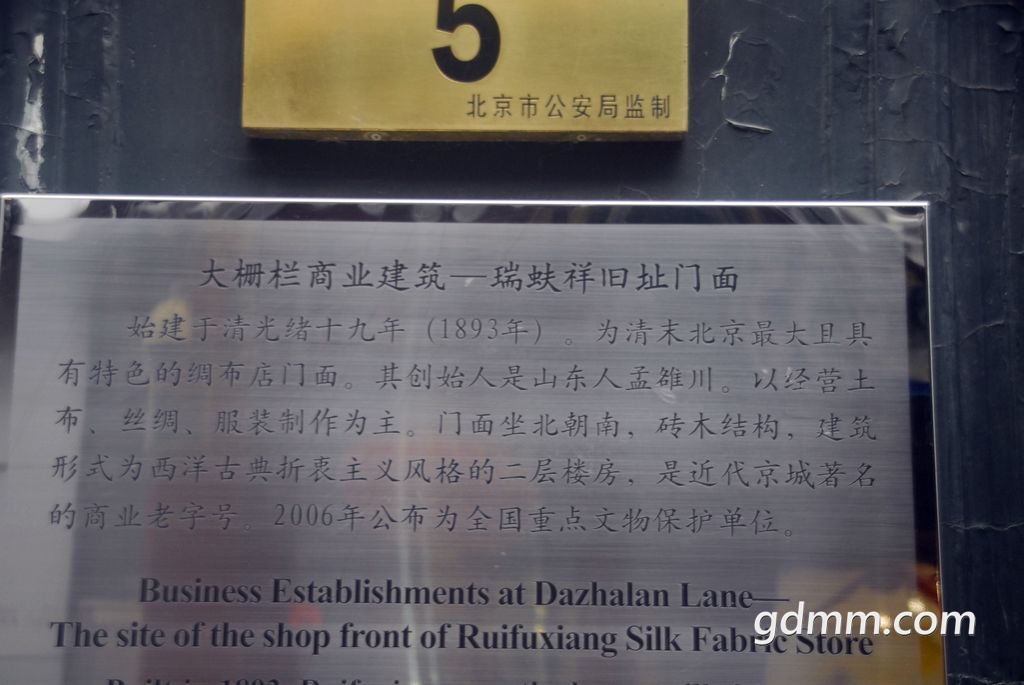 5
北京市公安局监制
大栅栏商业建筑—瑞蚨祥旧址门面
始建于清光绪十九年（1893年）。为清末北京最大且具
有特色的绸布店门面。其创始人是山东人孟雒川。以经营土
布、丝绸、服装制作为主。门面坐北朝南，砖木结构，建筑
形式为西洋古典折衷主义风格的二层楼房，是近代京城著名
的商业老字号。2006年公布为全国重点文物保护单位。
Business Establishments at Dazhalan Lane—
The site of the shop front of Ruifuxiang Silk Fabric Store
gdmm.com